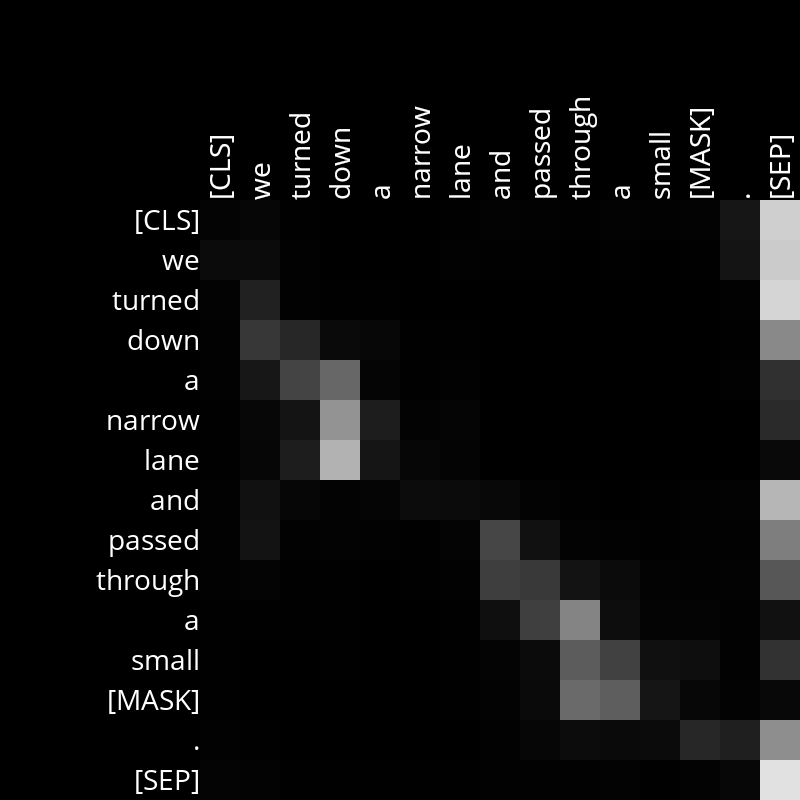 [CLS] we turned down a narrow lane and passed through a small [MASK] . [SEP]
[CLS]
we
turned
down
a
narrow
lane
and
passed
through
a
small
[MASK]
.
[SEP]